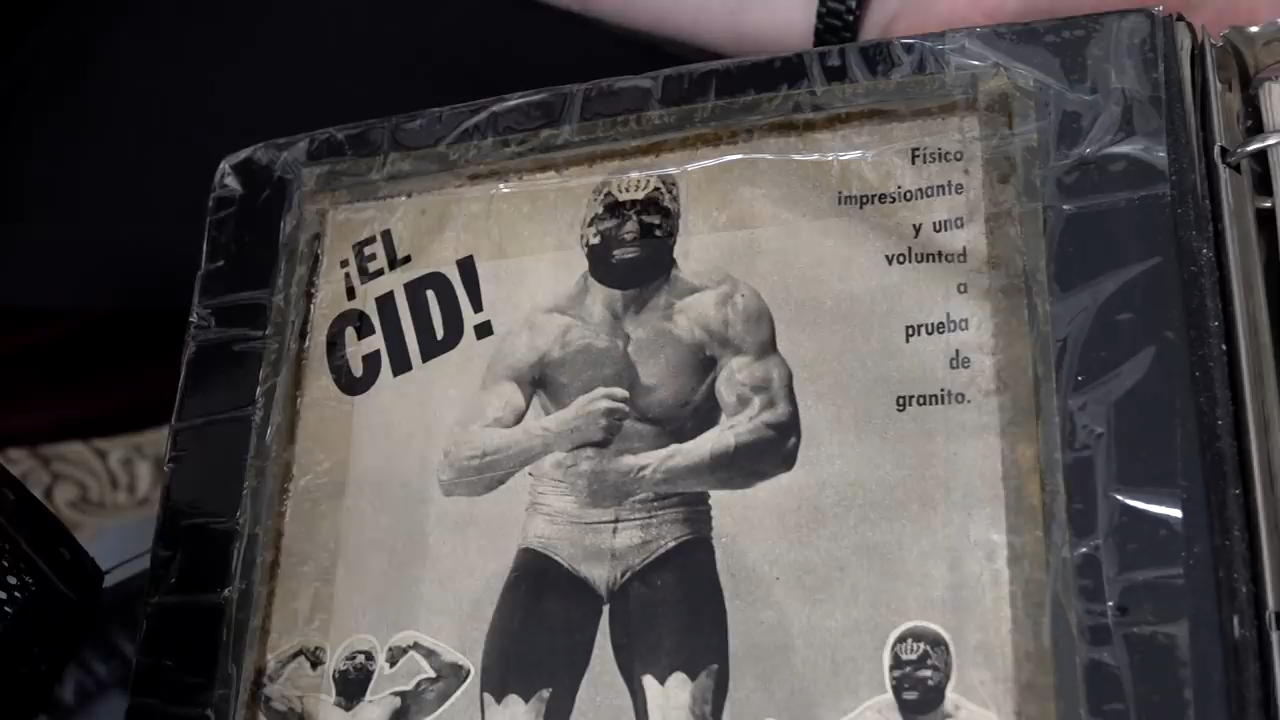 ¡EL
CID!
Físico
impresionante
y una
voluntad
a
prueba
de
granito.